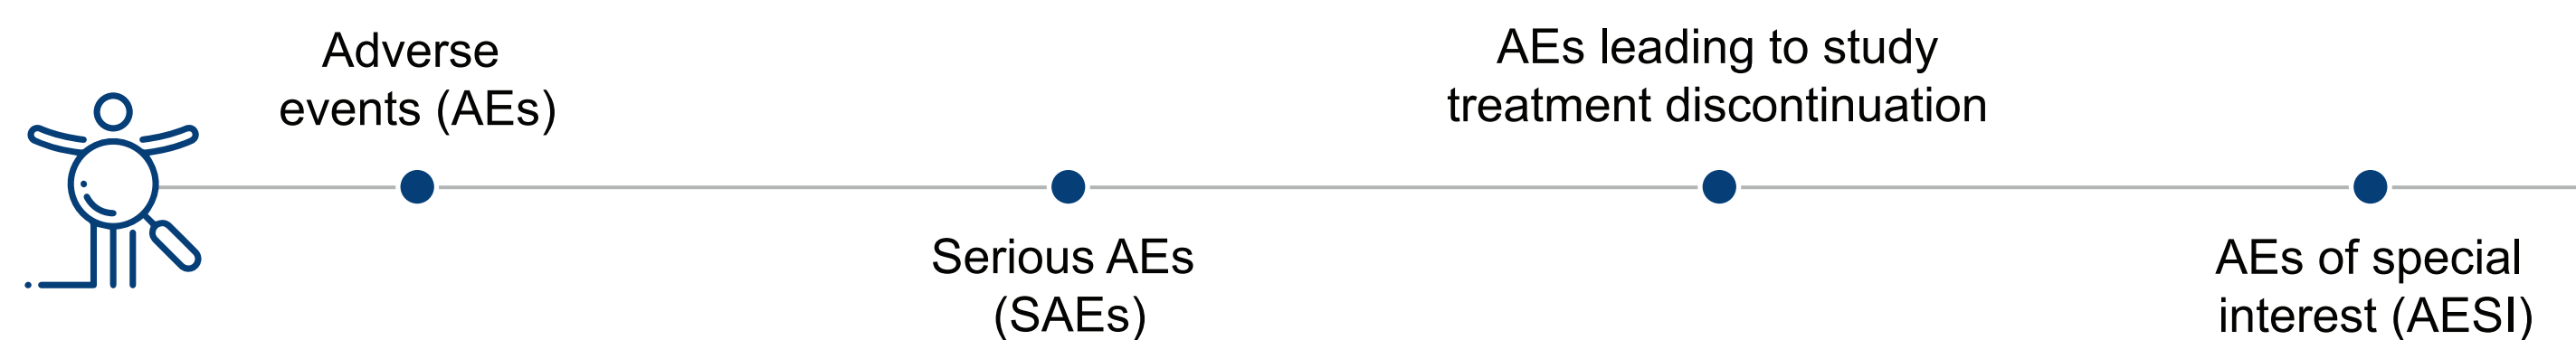 Adverse
events (AEs)
Serious AEs
(SAEs)
AEs leading to study
treatment discontinuation
AEs of special
interest (AESI)